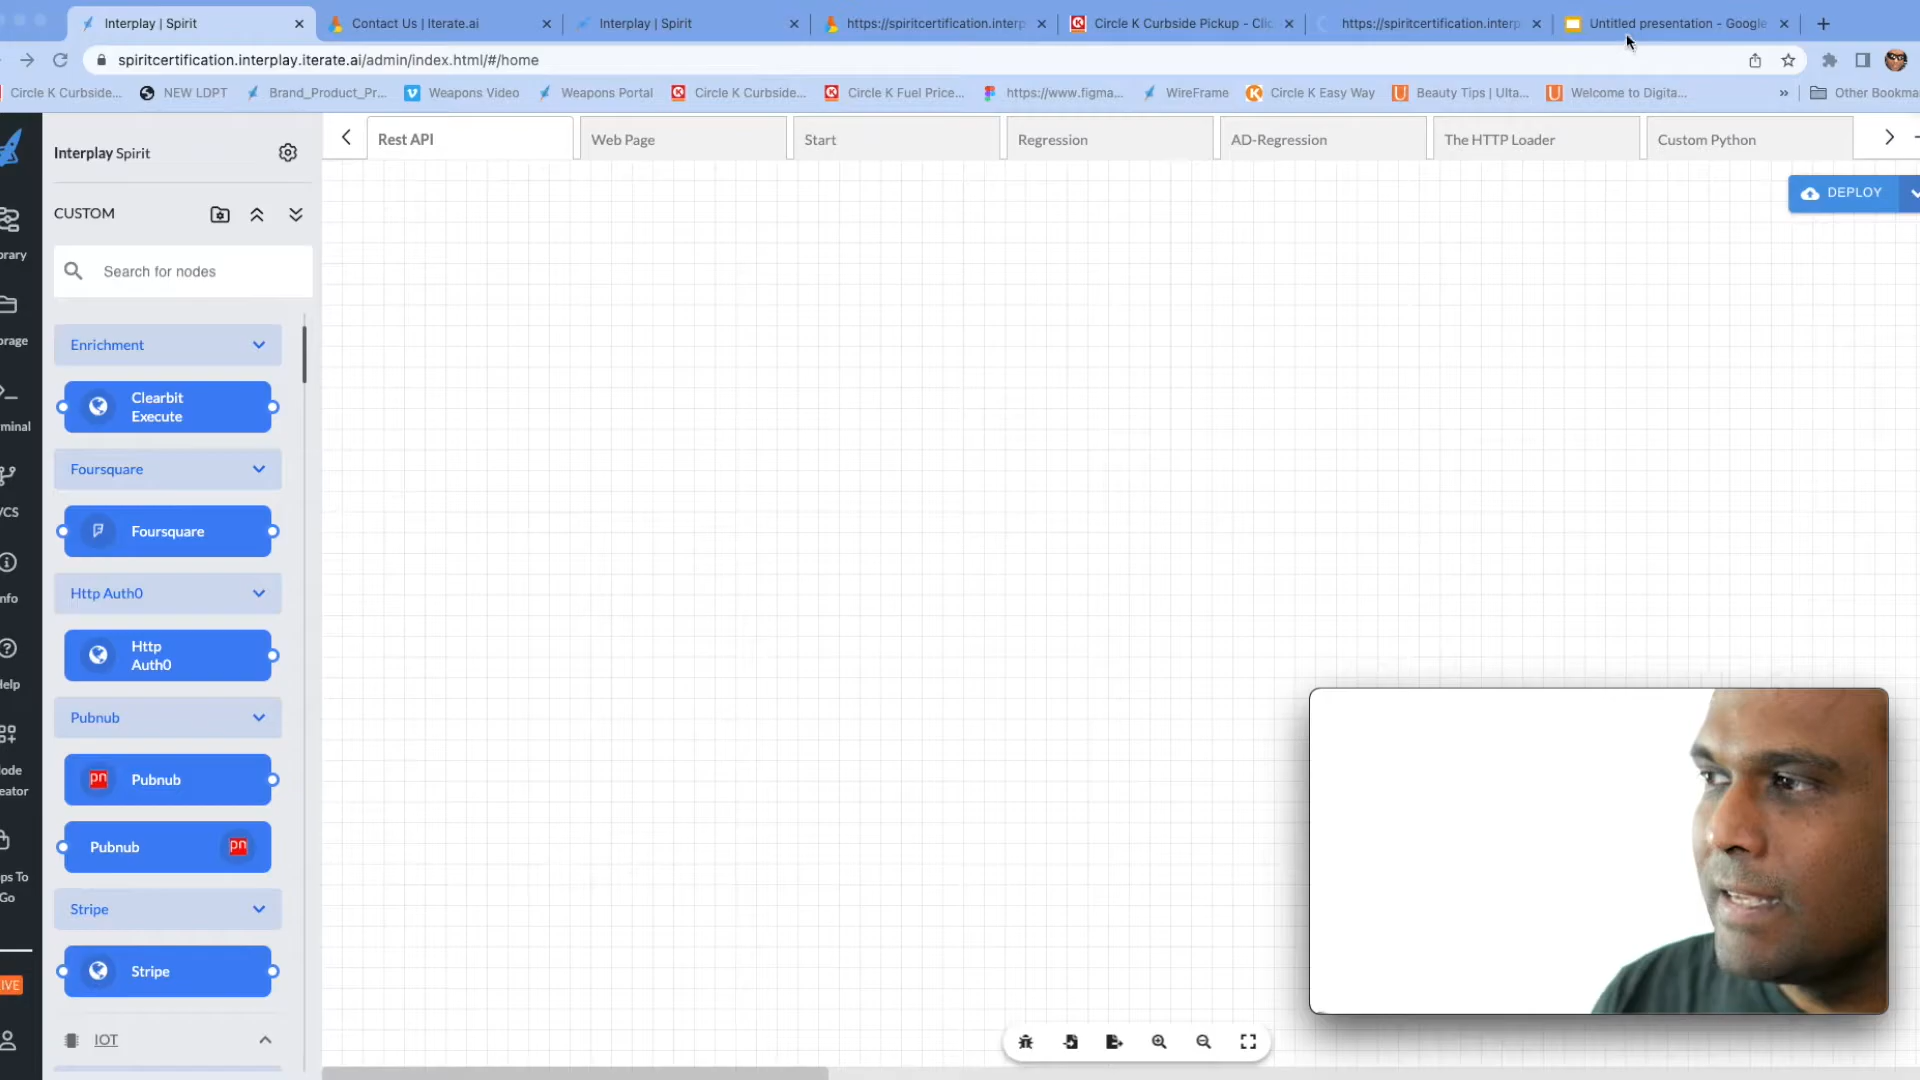 Interplay | Spirit
Contact Us | Iterate.ai
Interplay | Spirit
https://spiritcertification.interp
Circle K Curbside Pickup - Clic
https://spiritcertification.interp
Untitled presentation - Google
spiritcertification.interplay.iterate.ai/admin/index.html/#/home
Circle K Curbside...
NEW LDPT
Brand_Product_Pr...
Weapons Video
Weapons Portal
Circle K Curbside...
Circle K Fuel Price...
https://www.figma...
WireFrame
Circle K Easy Way
Beauty Tips | Ulta...
Welcome to Digita...
»
Other Bookma
Interplay Spirit
Rest API
Web Page
Start
Regression
AD-Regression
The HTTP Loader
Custom Python
DEPLOY
CUSTOM
Search for nodes
brary
orage
minal
VCS
nfo
Help
lode
eator
ps To
Go
IVE
Enrichment
Clearbit
Execute
Foursquare
Foursquare
Http Auth0
Http
Auth0
Pubnub
pn
Pubnub
Pubnub
pn
Stripe
Stripe
IOT